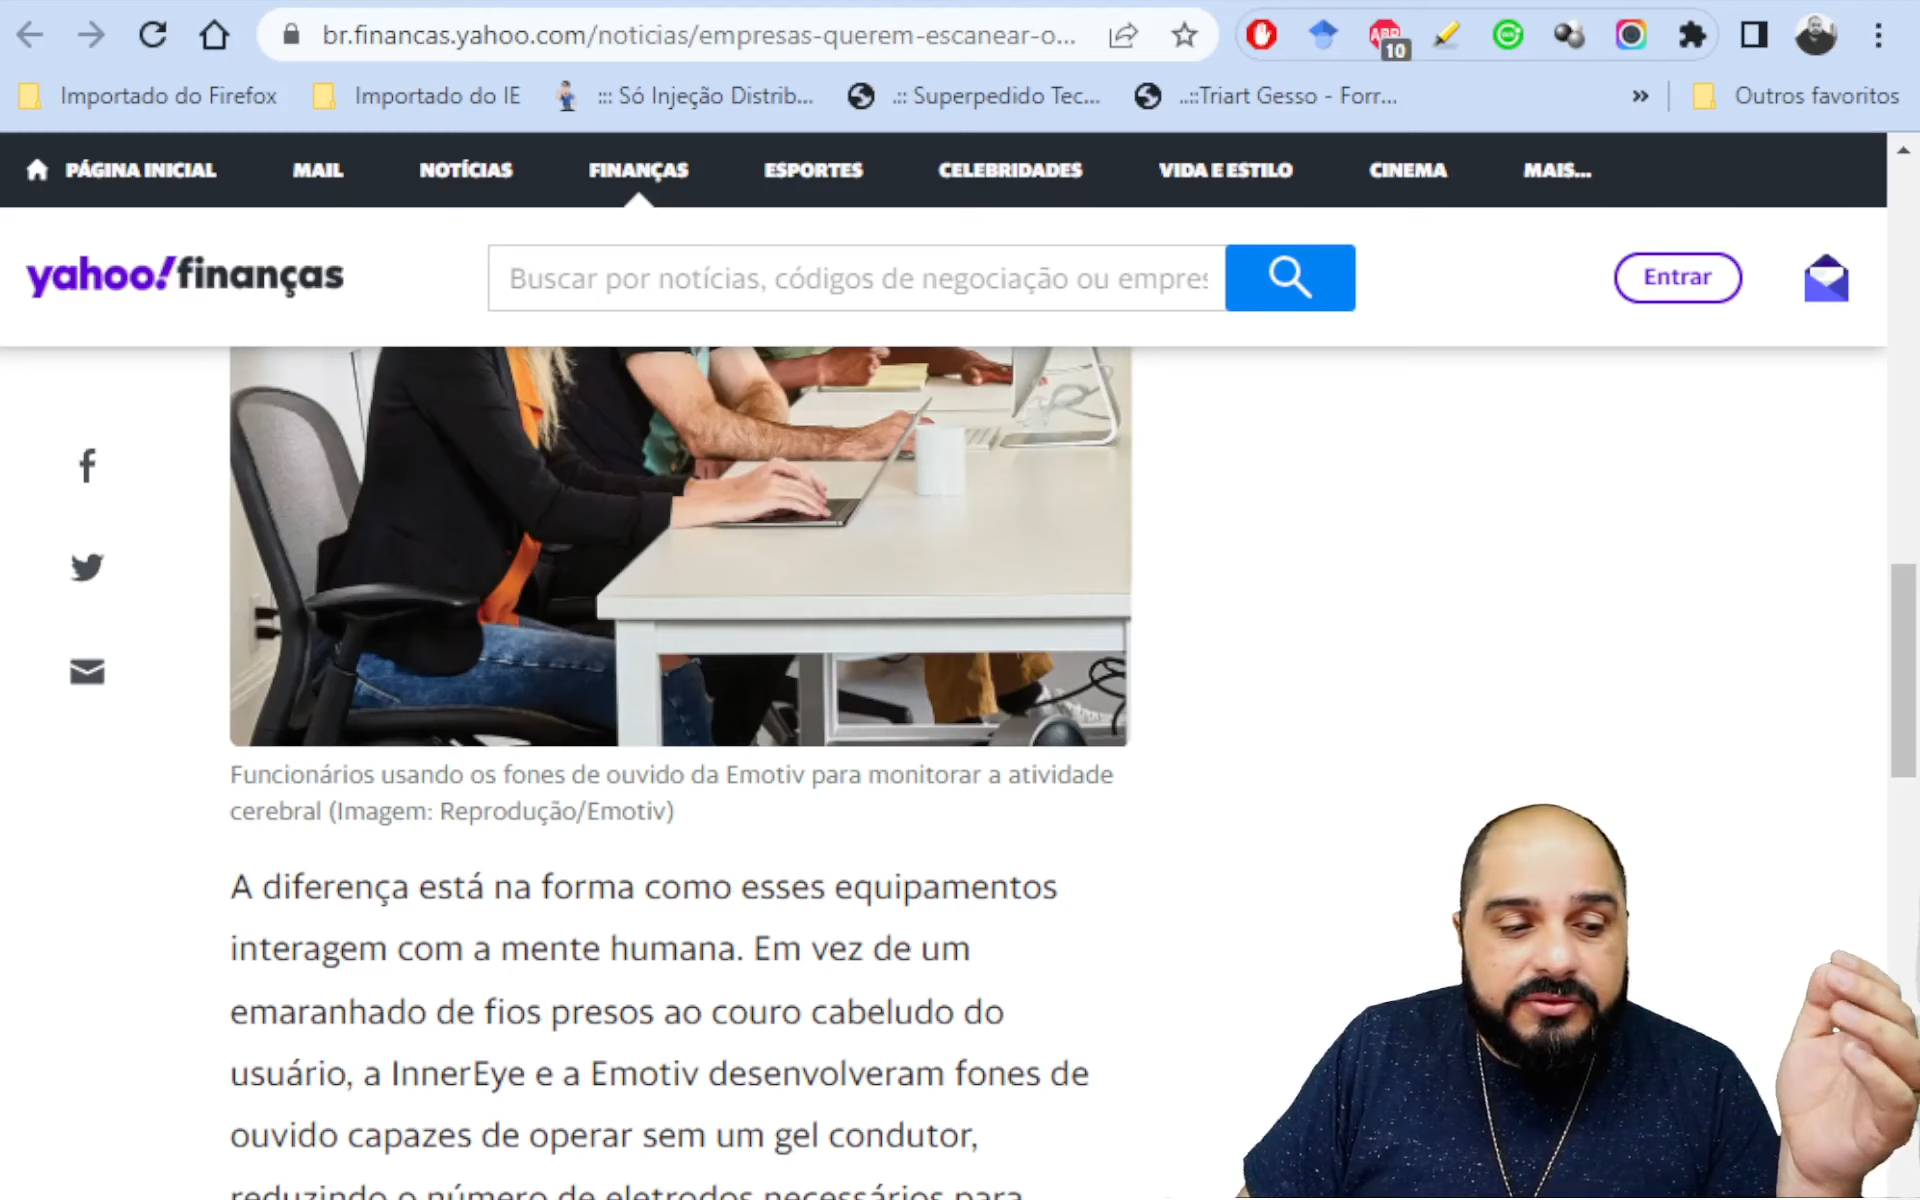 br.financas.yahoo.com/noticias/empresas-querem-escanear-o...
ABP
10
Importado do Firefox
Importado do IE
::: Só Injeção Distrib...
.:: Superpedido Tec...
..::Triart Gesso - Forr...
»
Outros favoritos
PÁGINA INICIAL
MAIL
NOTÍCIAS
FINANÇAS
ESPORTES
CELEBRIDADES
VIDA E ESTILO
CINEMA
MAIS...
yahoo!finanças
Buscar por notícias, códigos de negociação ou empres
Entrar
Funcionários usando os fones de ouvido da Emotiv para monitorar a atividade
cerebral (Imagem: Reprodução/Emotiv)
A diferença está na forma como esses equipamentos
interagem com a mente humana. Em vez de um
emaranhado de fios presos ao couro cabeludo do
usuário, a InnerEye e a Emotiv desenvolveram fones de
ouvido capazes de operar sem um gel condutor,
reduzindo o número de eletrodos necessários para